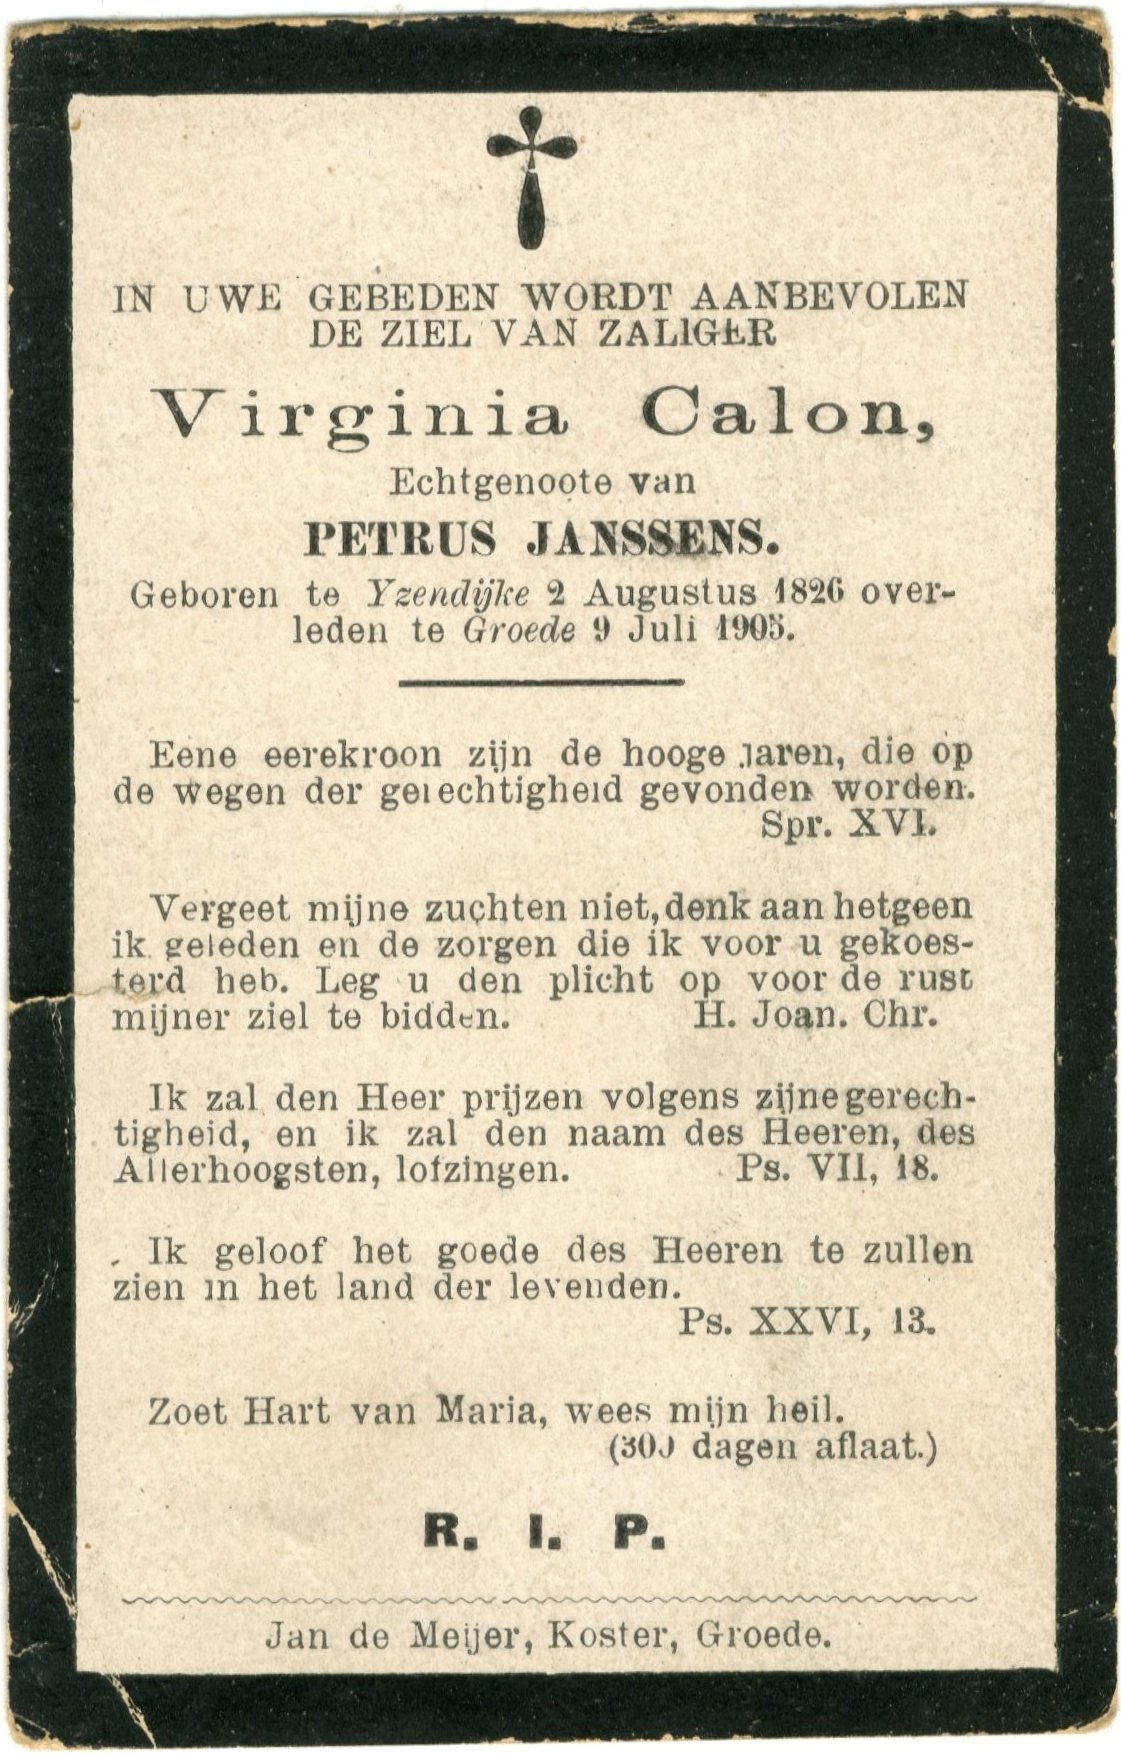 IN UWE GEBEDEN WORDT AANBEVOLEN
DE ZIEL VAN ZALIGER
Virginia Calon,
Echtgenoote van
PETRUS JANSSENS.
Geboren te Yzendijke 2 Augustus 1826 over-
leden te Groede 9 Juli 1905.
Eene eerekroon zijn de hooge jaren, die op
de wegen der gerechtigheid gevonden worden.
Spr. XVI.
Vergeet mijne zuchten niet, denk aan hetgeen
ik geleden en de zorgen die ik voor u gekoes-
terd heb. Leg u den plicht op voor de rust
mijner ziel te bidden. H. Joan. Chr.
Ik zal den Heer prijzen volgens zijne gerech-
tigheid, en ik zal den naam des Heeren, des
Allerhoogsten, lofzingen. Ps. VII, 18.
Ik geloof het goede des Heeren te zullen
zien in het land der levenden.
Ps. XXVI, 13.
Zoet Hart van Maria, wees mijn heil.
(300 dagen aflaat.)
R. I. P.
Jan de Meijer, Koster, Groede.